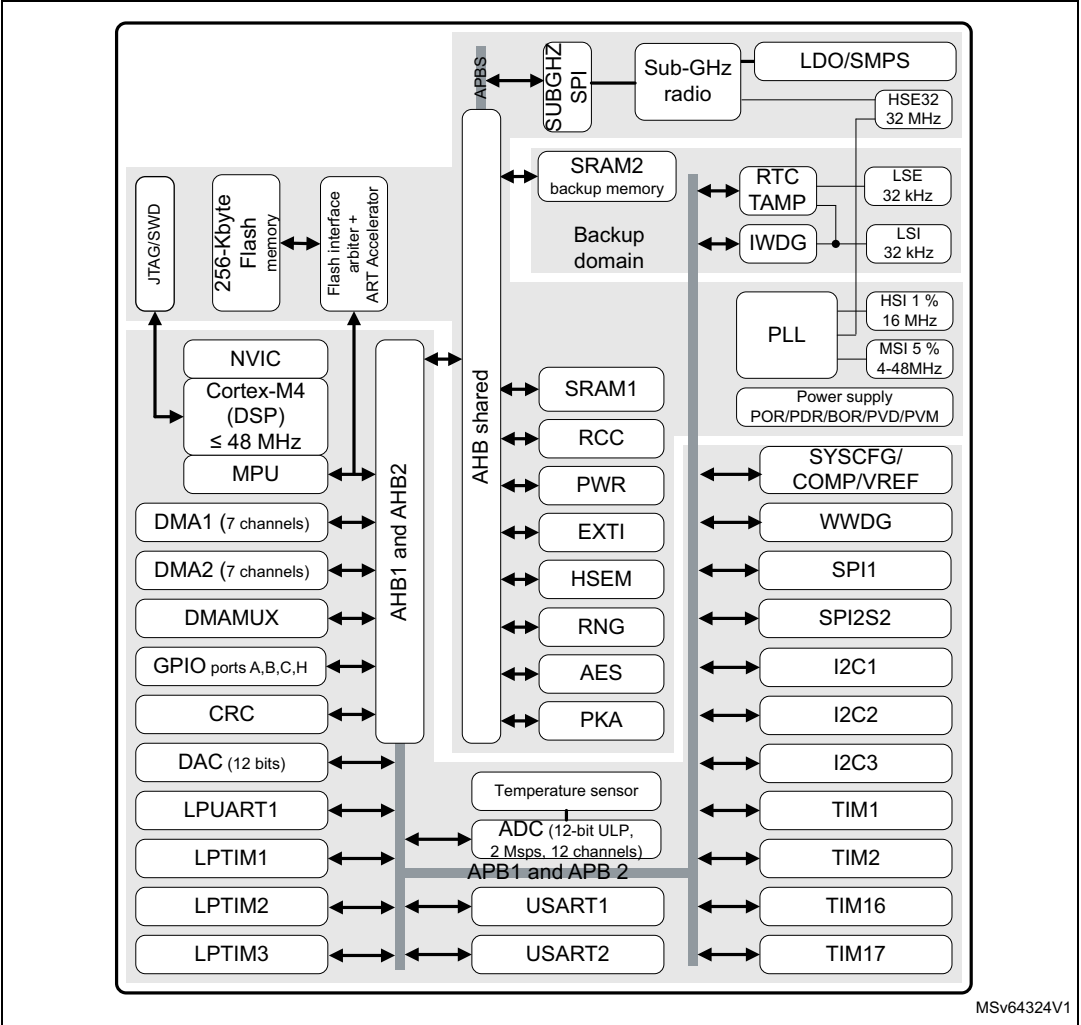 APBS
SUBGHZ
SPI
Sub-GHz
radio
LDO/SMPS
HSE32
32 MHz
SRAM2
backup memory
RTC
TAMP
LSE
32 kHz
Backup
domain
IWDG
LSI
32 kHz
JTAG/SWD
256-Kbyte
Flash
memory
Flash interface
arbiter +
ART Accelerator
PLL
HSI 1 %
16 MHz
MSI 5 %
4-48MHz
Power supply
POR/PDR/BOR/PVD/PVM
NVIC
Cortex-M4
(DSP)
≤ 48 MHz
MPU
DMA1 (7 channels)
DMA2 (7 channels)
DMAMUX
GPIO ports A,B,C,H
CRC
DAC (12 bits)
LPUART1
LPTIM1
LPTIM2
LPTIM3
AHB1 and AHB2
AHB shared
SRAM1
RCC
PWR
EXTI
HSEM
RNG
AES
PKA
Temperature sensor
ADC (12-bit ULP,
2 Msps, 12 channels)
APB1 and APB 2
USART1
USART2
SYSCFG/
COMP/VREF
WWDG
SPI1
SPI2S2
I2C1
I2C2
I2C3
TIM1
TIM2
TIM16
TIM17
MSv64324V1